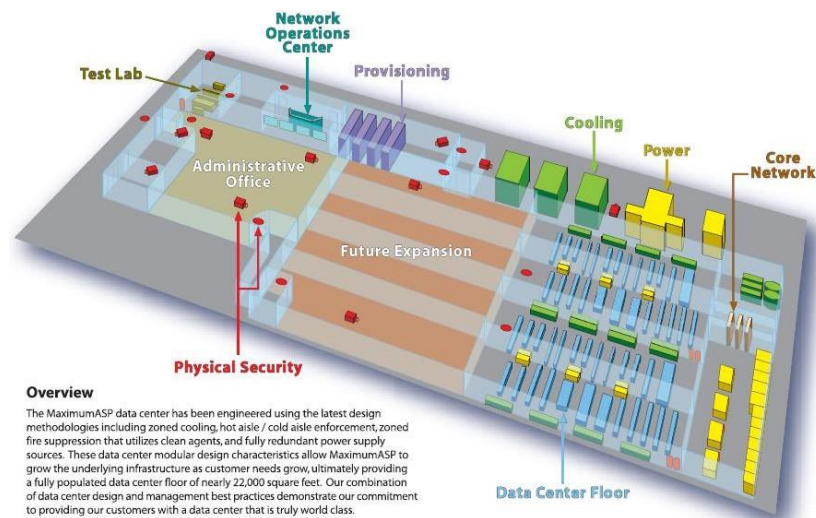 Network
Operations
Center
Test Lab
Provisioning
Cooling
Power
Core
Network
Administrative
Office
Future Expansion
Physical Security
Data Center Floor
Overview
The MaximumASP data center has been engineered using the latest design
methodologies including zoned cooling, hot aisle / cold aisle enforcement, zoned
fire suppression that utilizes clean agents, and fully redundant power supply
sources. These data center modular design characteristics allow MaximumASP to
grow the underlying infrastructure as customer needs grow, ultimately providing
a fully populated data center floor of nearly 22,000 square feet. Our combination
of data center design and management best practices demonstrate our commitment
to providing our customers with a data center that is truly world class.